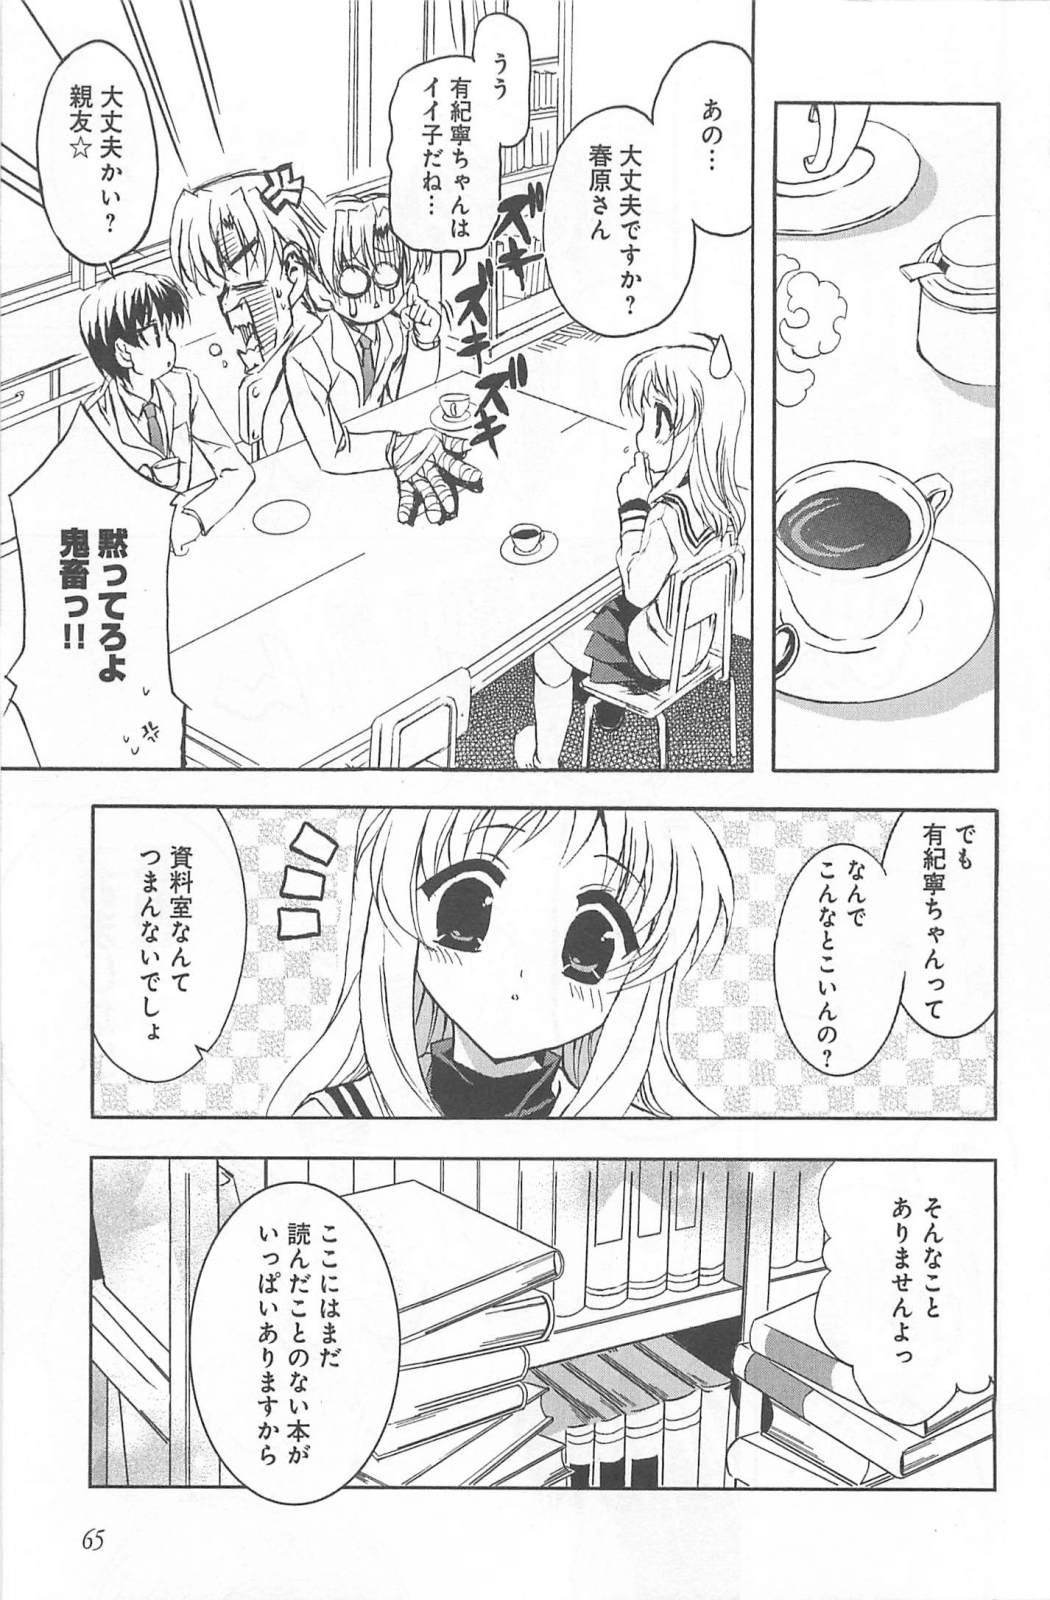 あの…
大丈夫ですか？
春原さん
うう
有紀寧ちゃんは
イイ子だね…
ズキ
ズキ
ズキ
大丈夫かい？
親友☆
黙ってろよ
鬼畜っ!!
でも
有紀寧ちゃんって
なんで
こんなとこいんの？
資料室なんて
つまんないでしょ
そんなこと
ありませんよっ
ここにはまだ
読んだことのない本が
いっぱいありますから
65